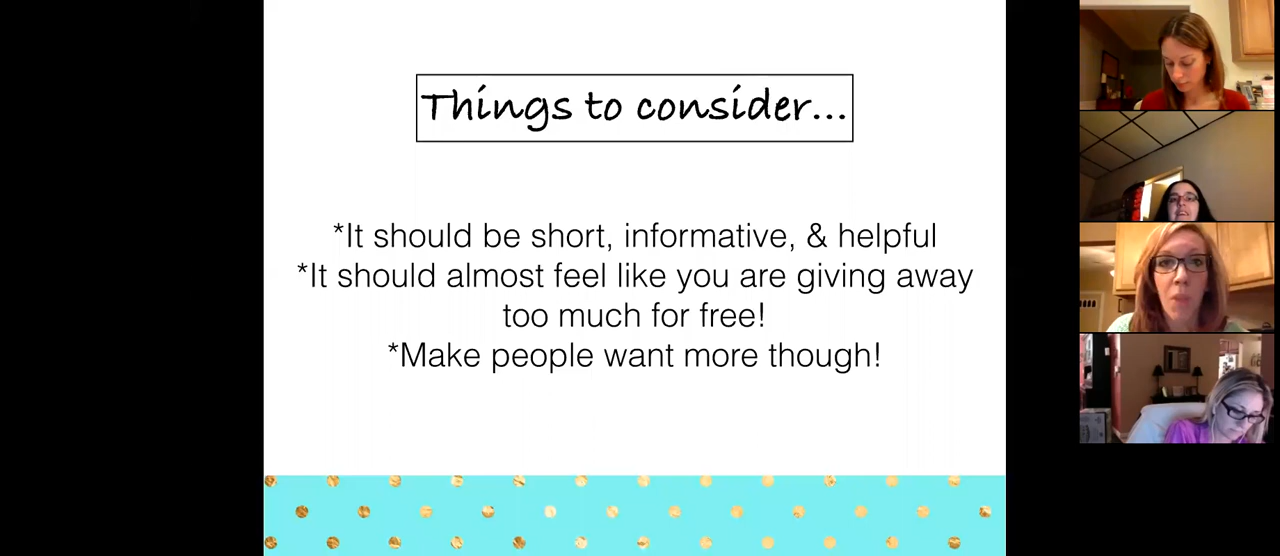 Things to consider...
*It should be short, informative, & helpful
*It should almost feel like you are giving away
too much for free!
*Make people want more though!